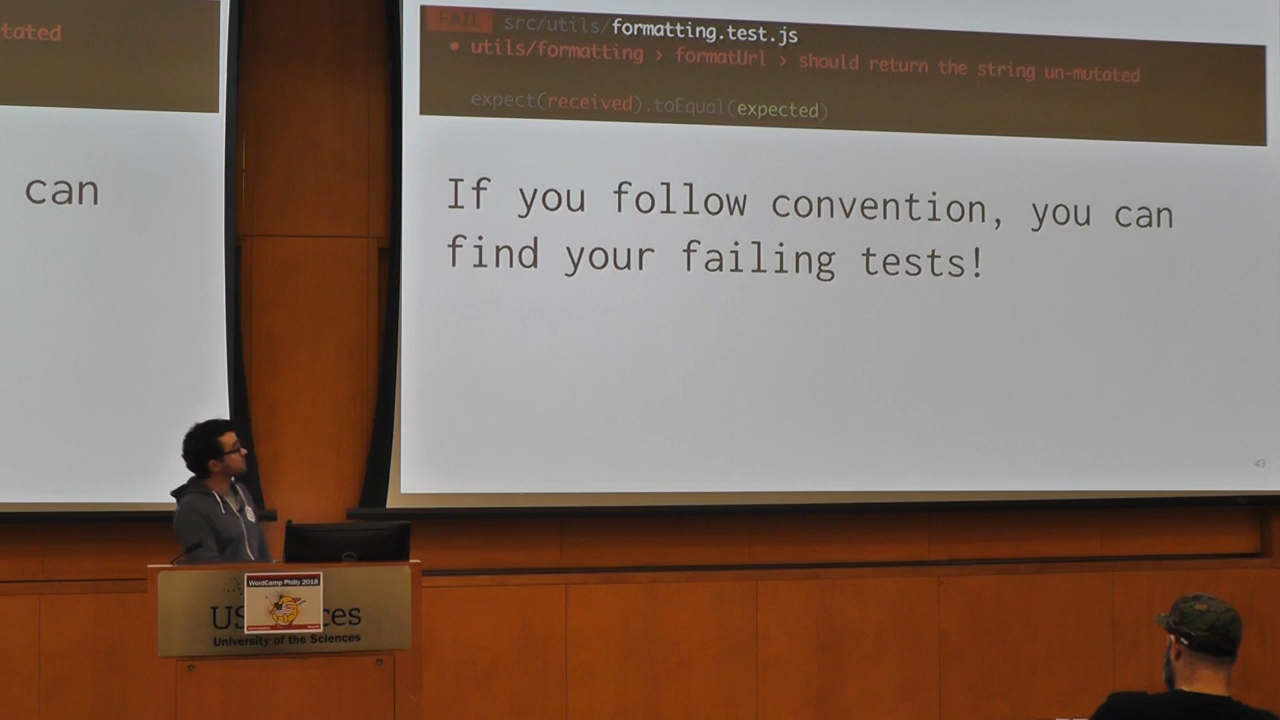 tated
can
FAIL src/utils/formatting.test.js
• utils/formatting › formatUrl › should return the string un-mutated
expect(received).toEqual(expected)
If you follow convention, you can
find your failing tests!
43
WordCamp Philly 2018
US ces
University of the Sciences